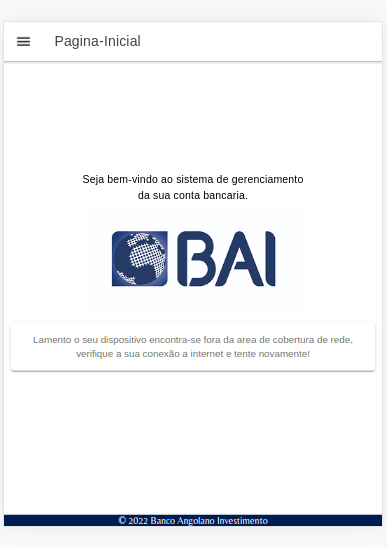 Pagina-Inicial
Seja bem-vindo ao sistema de gerenciamento
da sua conta bancaria.
BAI
Lamento o seu dispositivo encontra-se fora da area de cobertura de rede,
verifique a sua conexão a internet e tente novamente!
© 2022 Banco Angolano Investimento